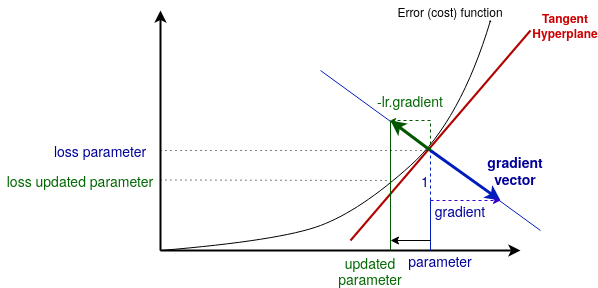 Error (cost) function
Tangent
Hyperplane
-lr.gradient
loss parameter
gradient
vector
loss updated parameter
1
gradient
updated
parameter
parameter